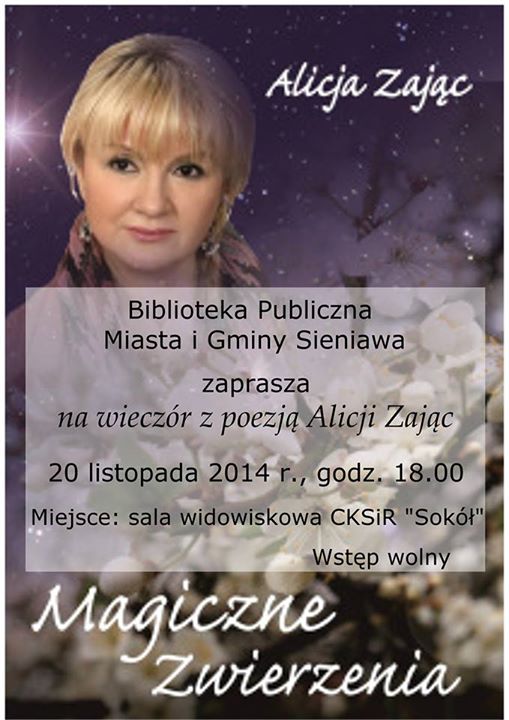 Alicja Zając
Biblioteka Publiczna
Miasta i Gminy Sieniawa
zaprasza
na wieczór z poezją Alicji Zając
20 listopada 2014 r., godz. 18.00
Miejsce: sala widowiskowa CKSiR "Sokół"
Wstęp wolny
Magiczne
Zwierzenia